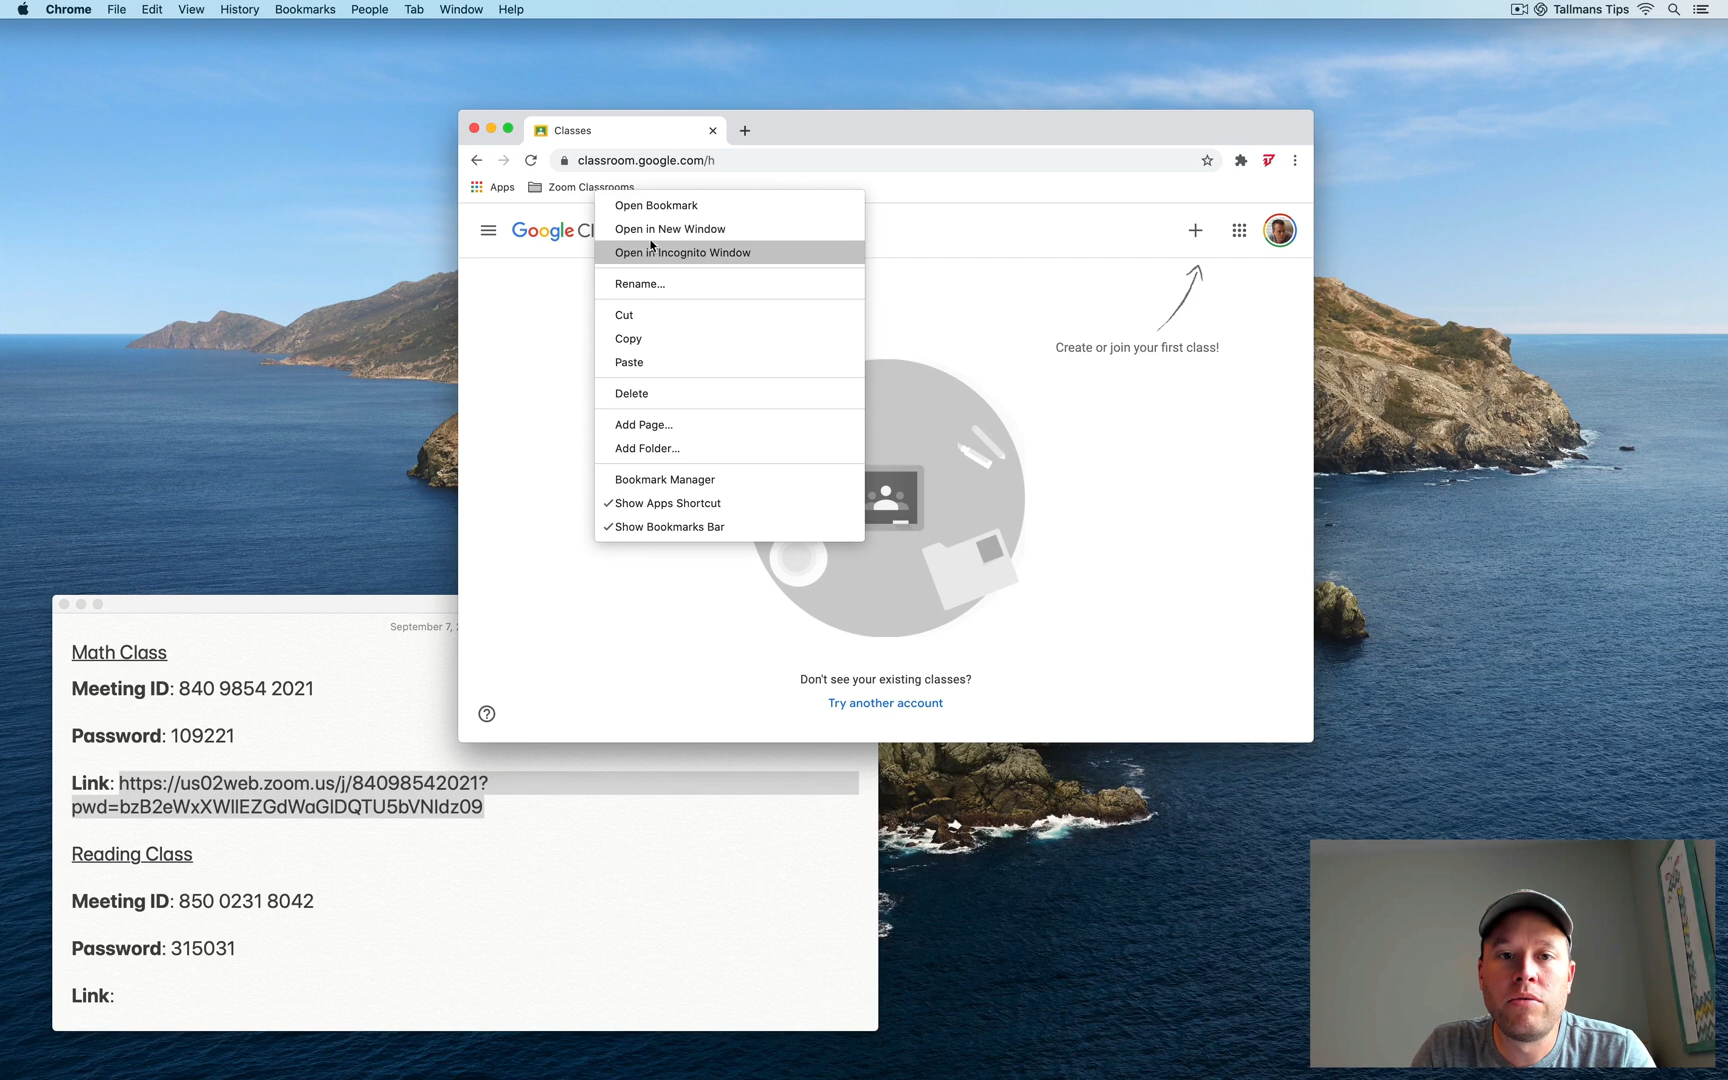 Chrome File Edit View History Bookmarks People Tab Window Help Tallmans Tips
Classes
classroom.google.com/h
Apps Zoom Classrooms
Open Bookmark
Open in New Window
Open in Incognito Window
Rename...
Cut
Copy
Paste
Delete
Add Page...
Add Folder...
Bookmark Manager
Show Apps Shortcut
Show Bookmarks Bar
Google Cl
Create or join your first class!
Don't see your existing classes?
Try another account
September 7,
Math Class
Meeting ID: 840 9854 2021
Password: 109221
Link: https://us02web.zoom.us/j/84098542021?
Reading Class
Meeting ID: 850 0231 8042
Password: 315031
Link: